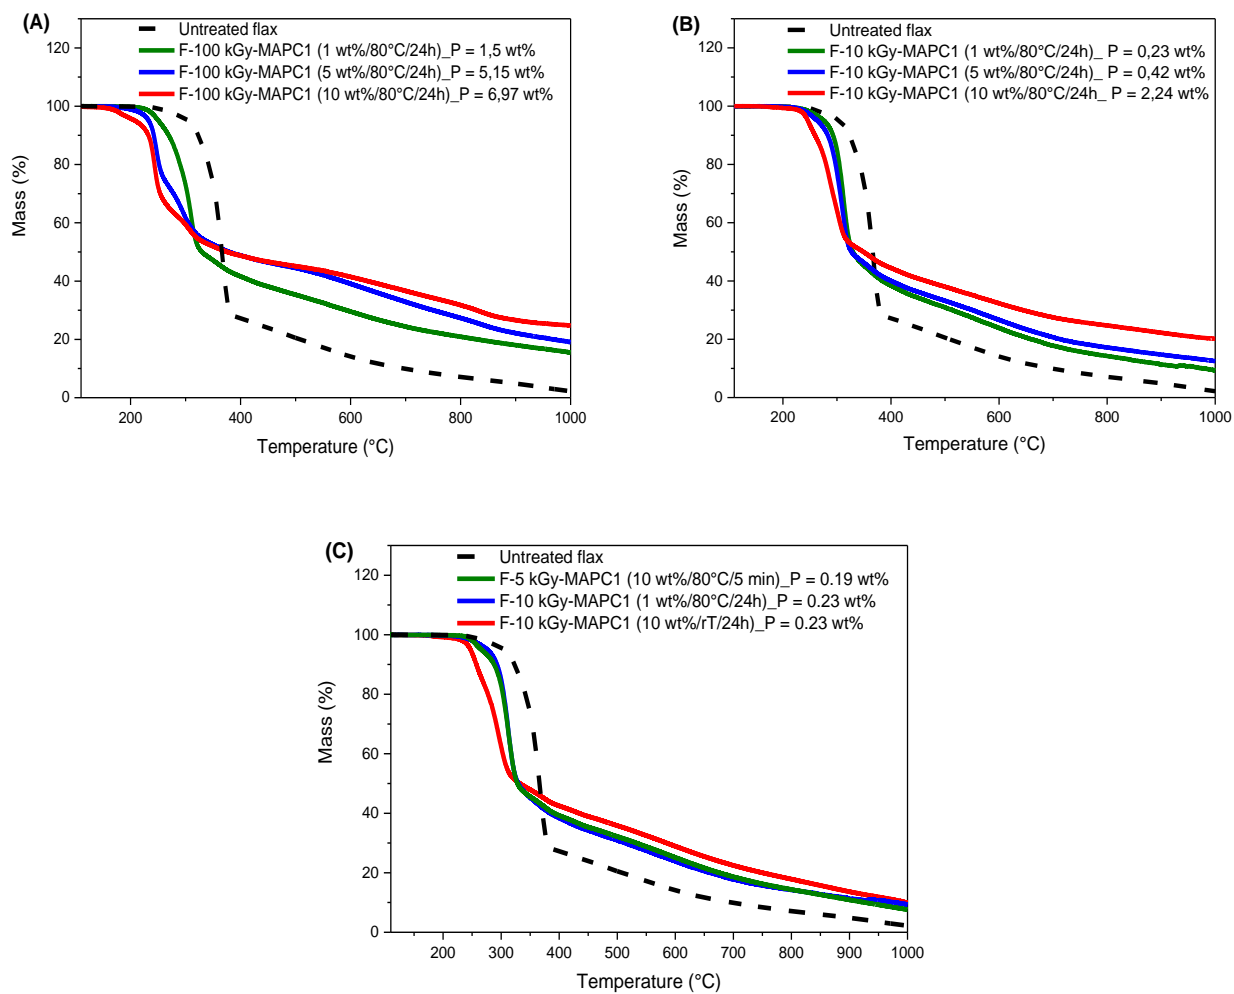 (A)
Untreated flax
F-100 kGy-MAPC1 (1 wt%/80°C/24h)_P = 1,5 wt%
F-100 kGy-MAPC1 (5 wt%/80°C/24h)_P = 5,15 wt%
F-100 kGy-MAPC1 (10 wt%/80°C/24h)_P = 6,97 wt%
120
100
80
60
40
20
0
Mass (%)
200 400 600 800 1000
Temperature (°C)
(B)
Untreated flax
F-10 kGy-MAPC1 (1 wt%/80°C/24h)_ P = 0,23 wt%
F-10 kGy-MAPC1 (5 wt%/80°C/24h)_ P = 0,42 wt%
F-10 kGy-MAPC1 (10 wt%/80°C/24h_ P = 2,24 wt%
120
100
80
60
40
20
0
Mass (%)
200 400 600 800 1000
Temperature (°C)
(C)
Untreated flax
F-5 kGy-MAPC1 (10 wt%/80°C/5 min)_P = 0.19 wt%
F-10 kGy-MAPC1 (1 wt%/80°C/24h)_P = 0.23 wt%
F-10 kGy-MAPC1 (10 wt%/rT/24h)_P = 0.23 wt%
120
100
80
60
40
20
0
Mass (%)
200 300 400 500 600 700 800 900 1000
Temperature (°C)